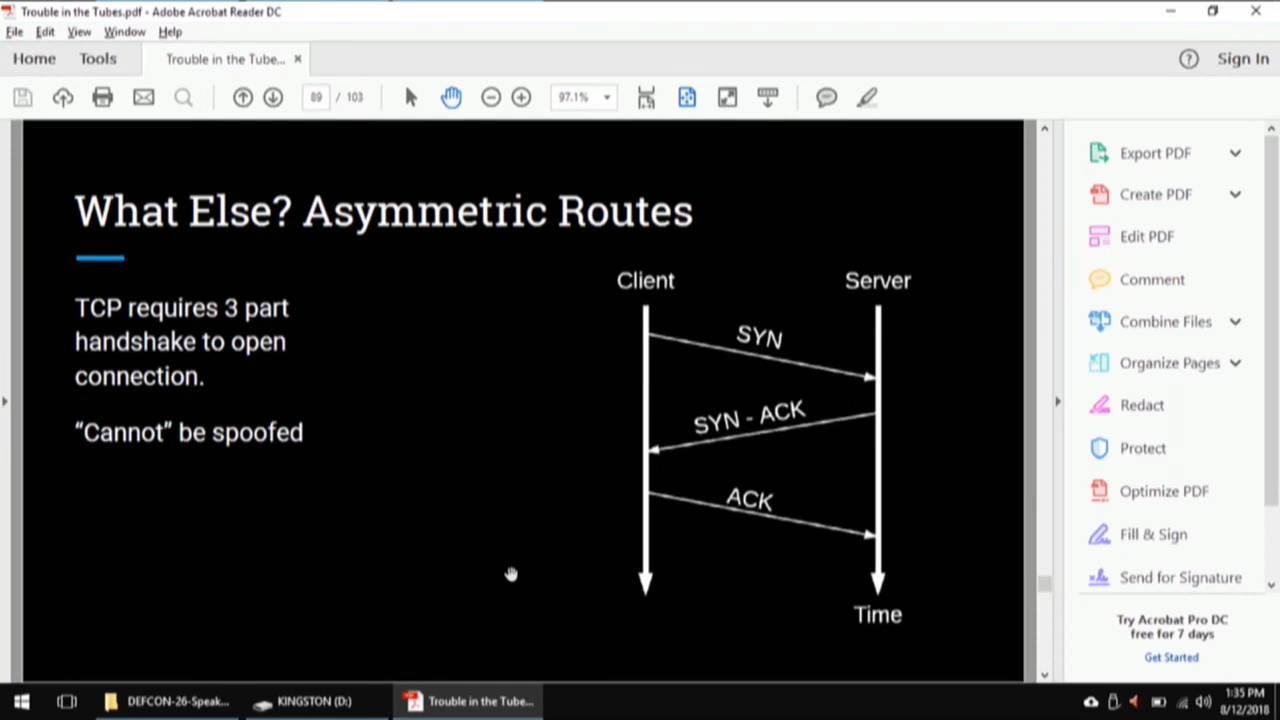 Trouble in the Tubes.pdf - Adobe Acrobat Reader DC
File Edit View Window Help
Home Tools Trouble in the Tube... × Sign In
89 / 103 97.1%
What Else? Asymmetric Routes
TCP requires 3 part
handshake to open
connection.
“Cannot” be spoofed
Client Server
SYN
SYN - ACK
ACK
Time
Export PDF
Create PDF
Edit PDF
Comment
Combine Files
Organize Pages
Redact
Protect
Optimize PDF
Fill & Sign
Send for Signature
Try Acrobat Pro DC
free for 7 days
Get Started
DEFCON-26-Speak... KINGSTON (D:) Trouble in the Tube...
1:35 PM
8/12/2018